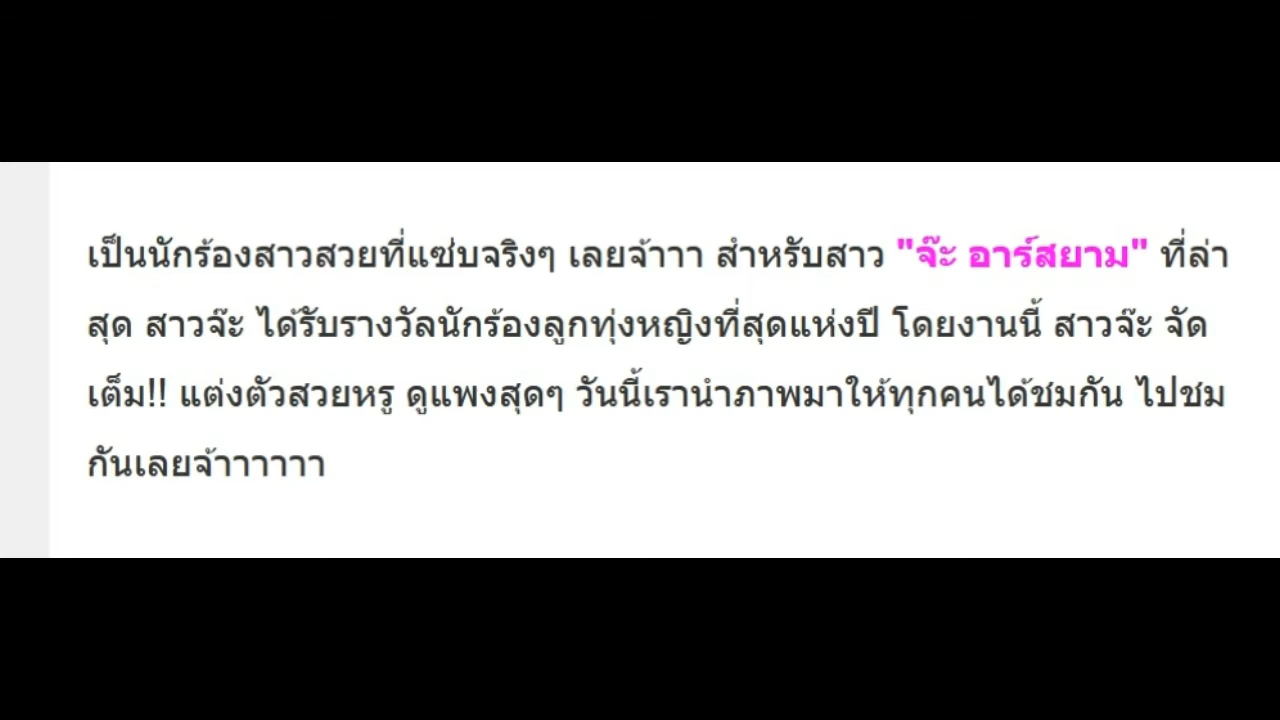 เป็นนักร้องสาวสวยที่แซ่บจริงๆ เลยจ้าาา สำหรับสาว "จ๊ะ อาร์สยาม" ที่ล่า
สุด สาวจ๊ะ ได้รับรางวัลนักร้องลูกทุ่งหญิงที่สุดแห่งปี โดยงานนี้ สาวจ๊ะ จัด
เต็ม!! แต่งตัวสวยหรู ดูแพงสุดๆ วันนี้เรานำภาพมาให้ทุกคนได้ชมกัน ไปชม
กันเลยจ้าาาาาา